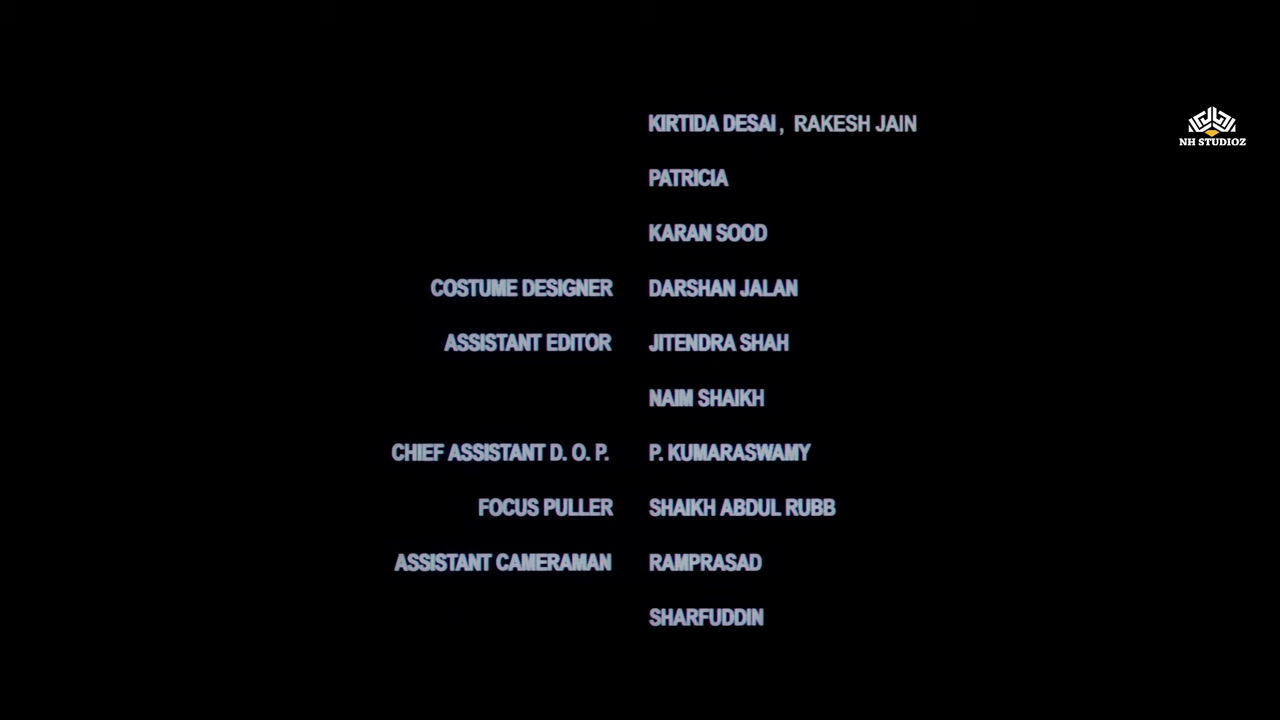 KIRTIDA DESAI, RAKESH JAIN
NH STUDIOZ
PATRICIA
KARAN SOOD
COSTUME DESIGNER DARSHAN JALAN
ASSISTANT EDITOR JITENDRA SHAH
NAIM SHAIKH
CHIEF ASSISTANT D. O. P. P. KUMARASWAMY
FOCUS PULLER SHAIKH ABDUL RUBB
ASSISTANT CAMERAMAN RAMPRASAD
SHARFUDDIN